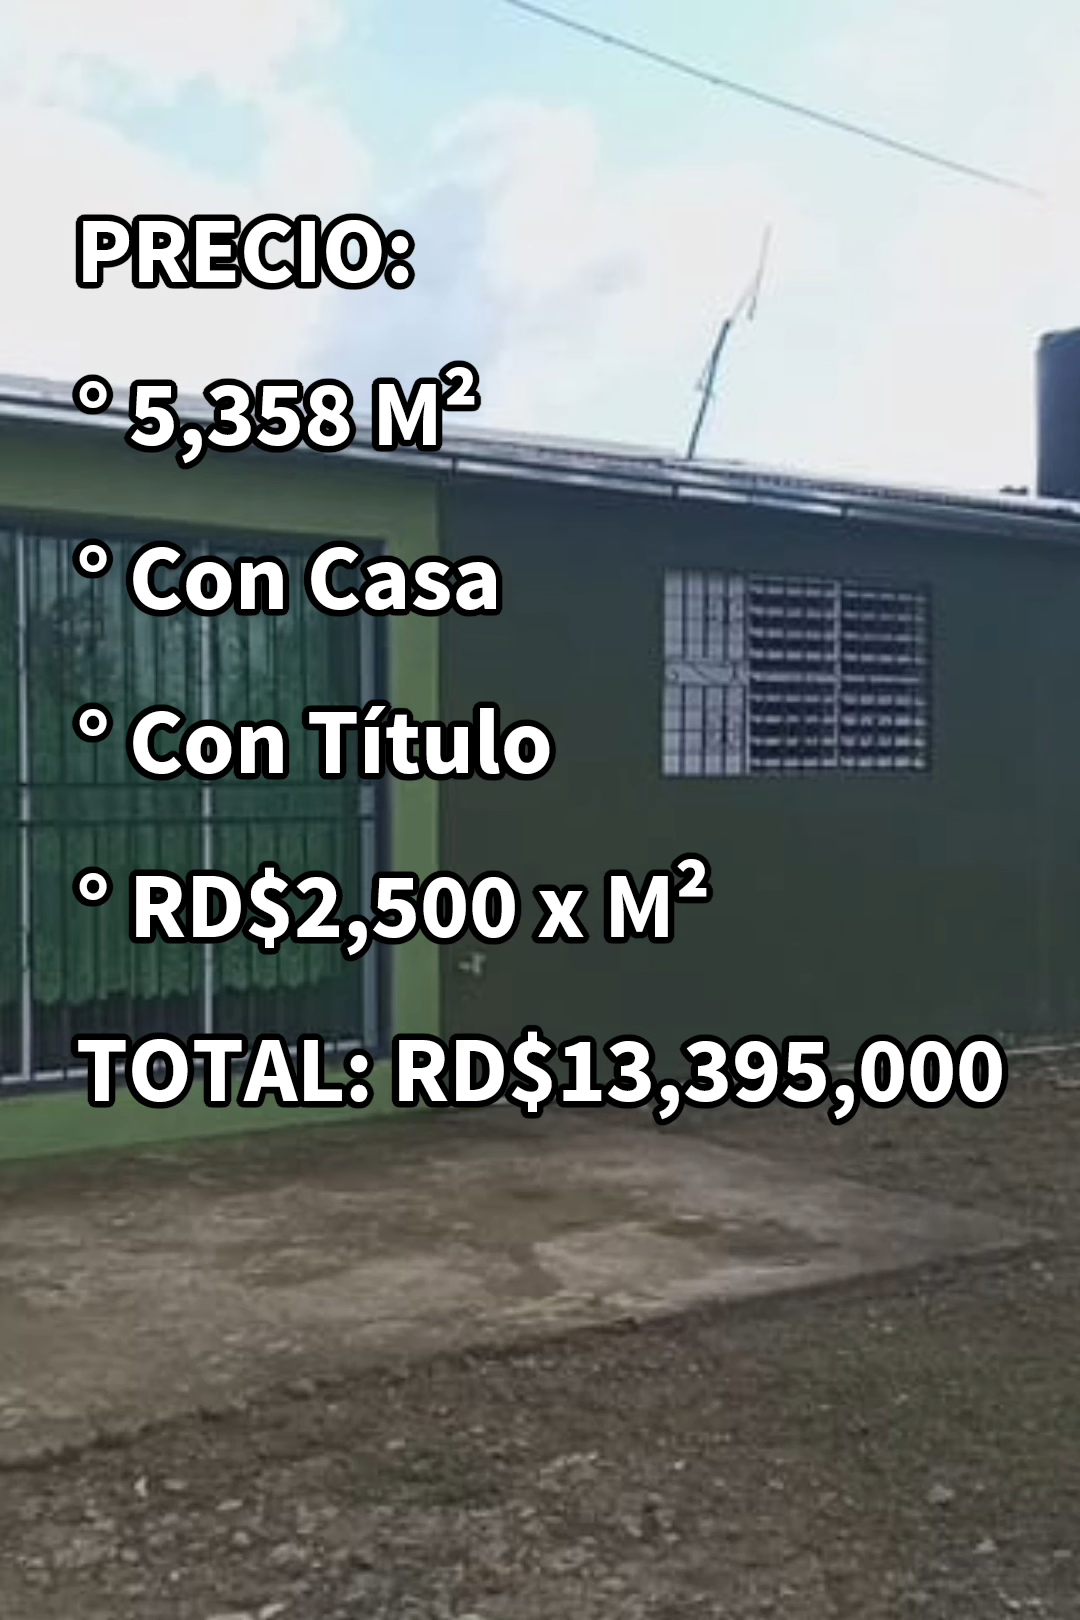 PRECIO:
° 5,358 M²
° Con Casa
° Con Título
° RD$2,500 x M²
TOTAL: RD$13,395,000